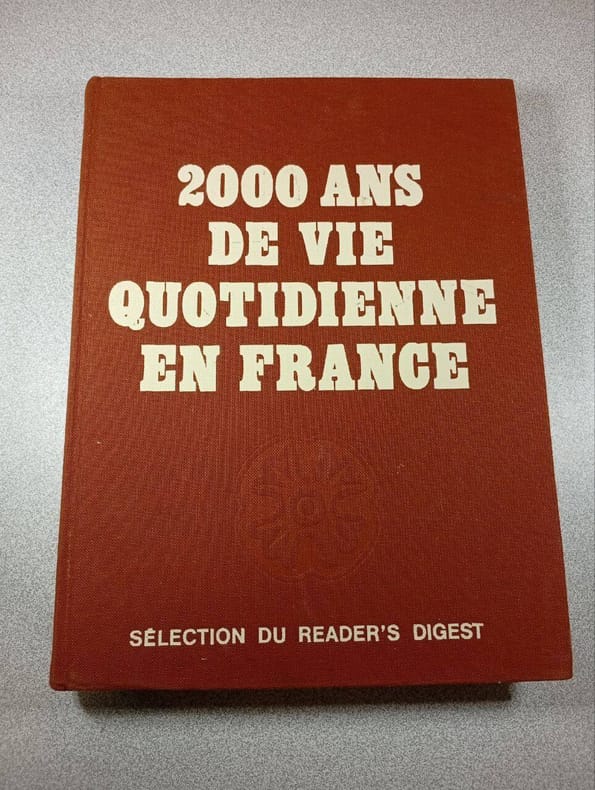 2000 ANS
DE VIE
QUOTIDIENNE
EN FRANCE
SÉLECTION DU READER'S DIGEST